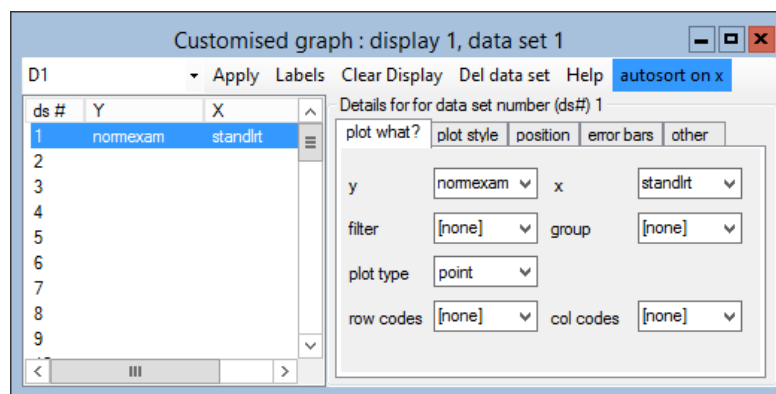 Customised graph : display 1, data set 1
D1 Apply Labels Clear Display Del data set Help autosort on x
ds # Y X
1 normexam standlrt
2
3
4
5
6
7
8
9
Details for for data set number (ds#) 1
plot what? plot style position error bars other
y normexam x standlrt
filter [none] group [none]
plot type point
row codes [none] col codes [none]